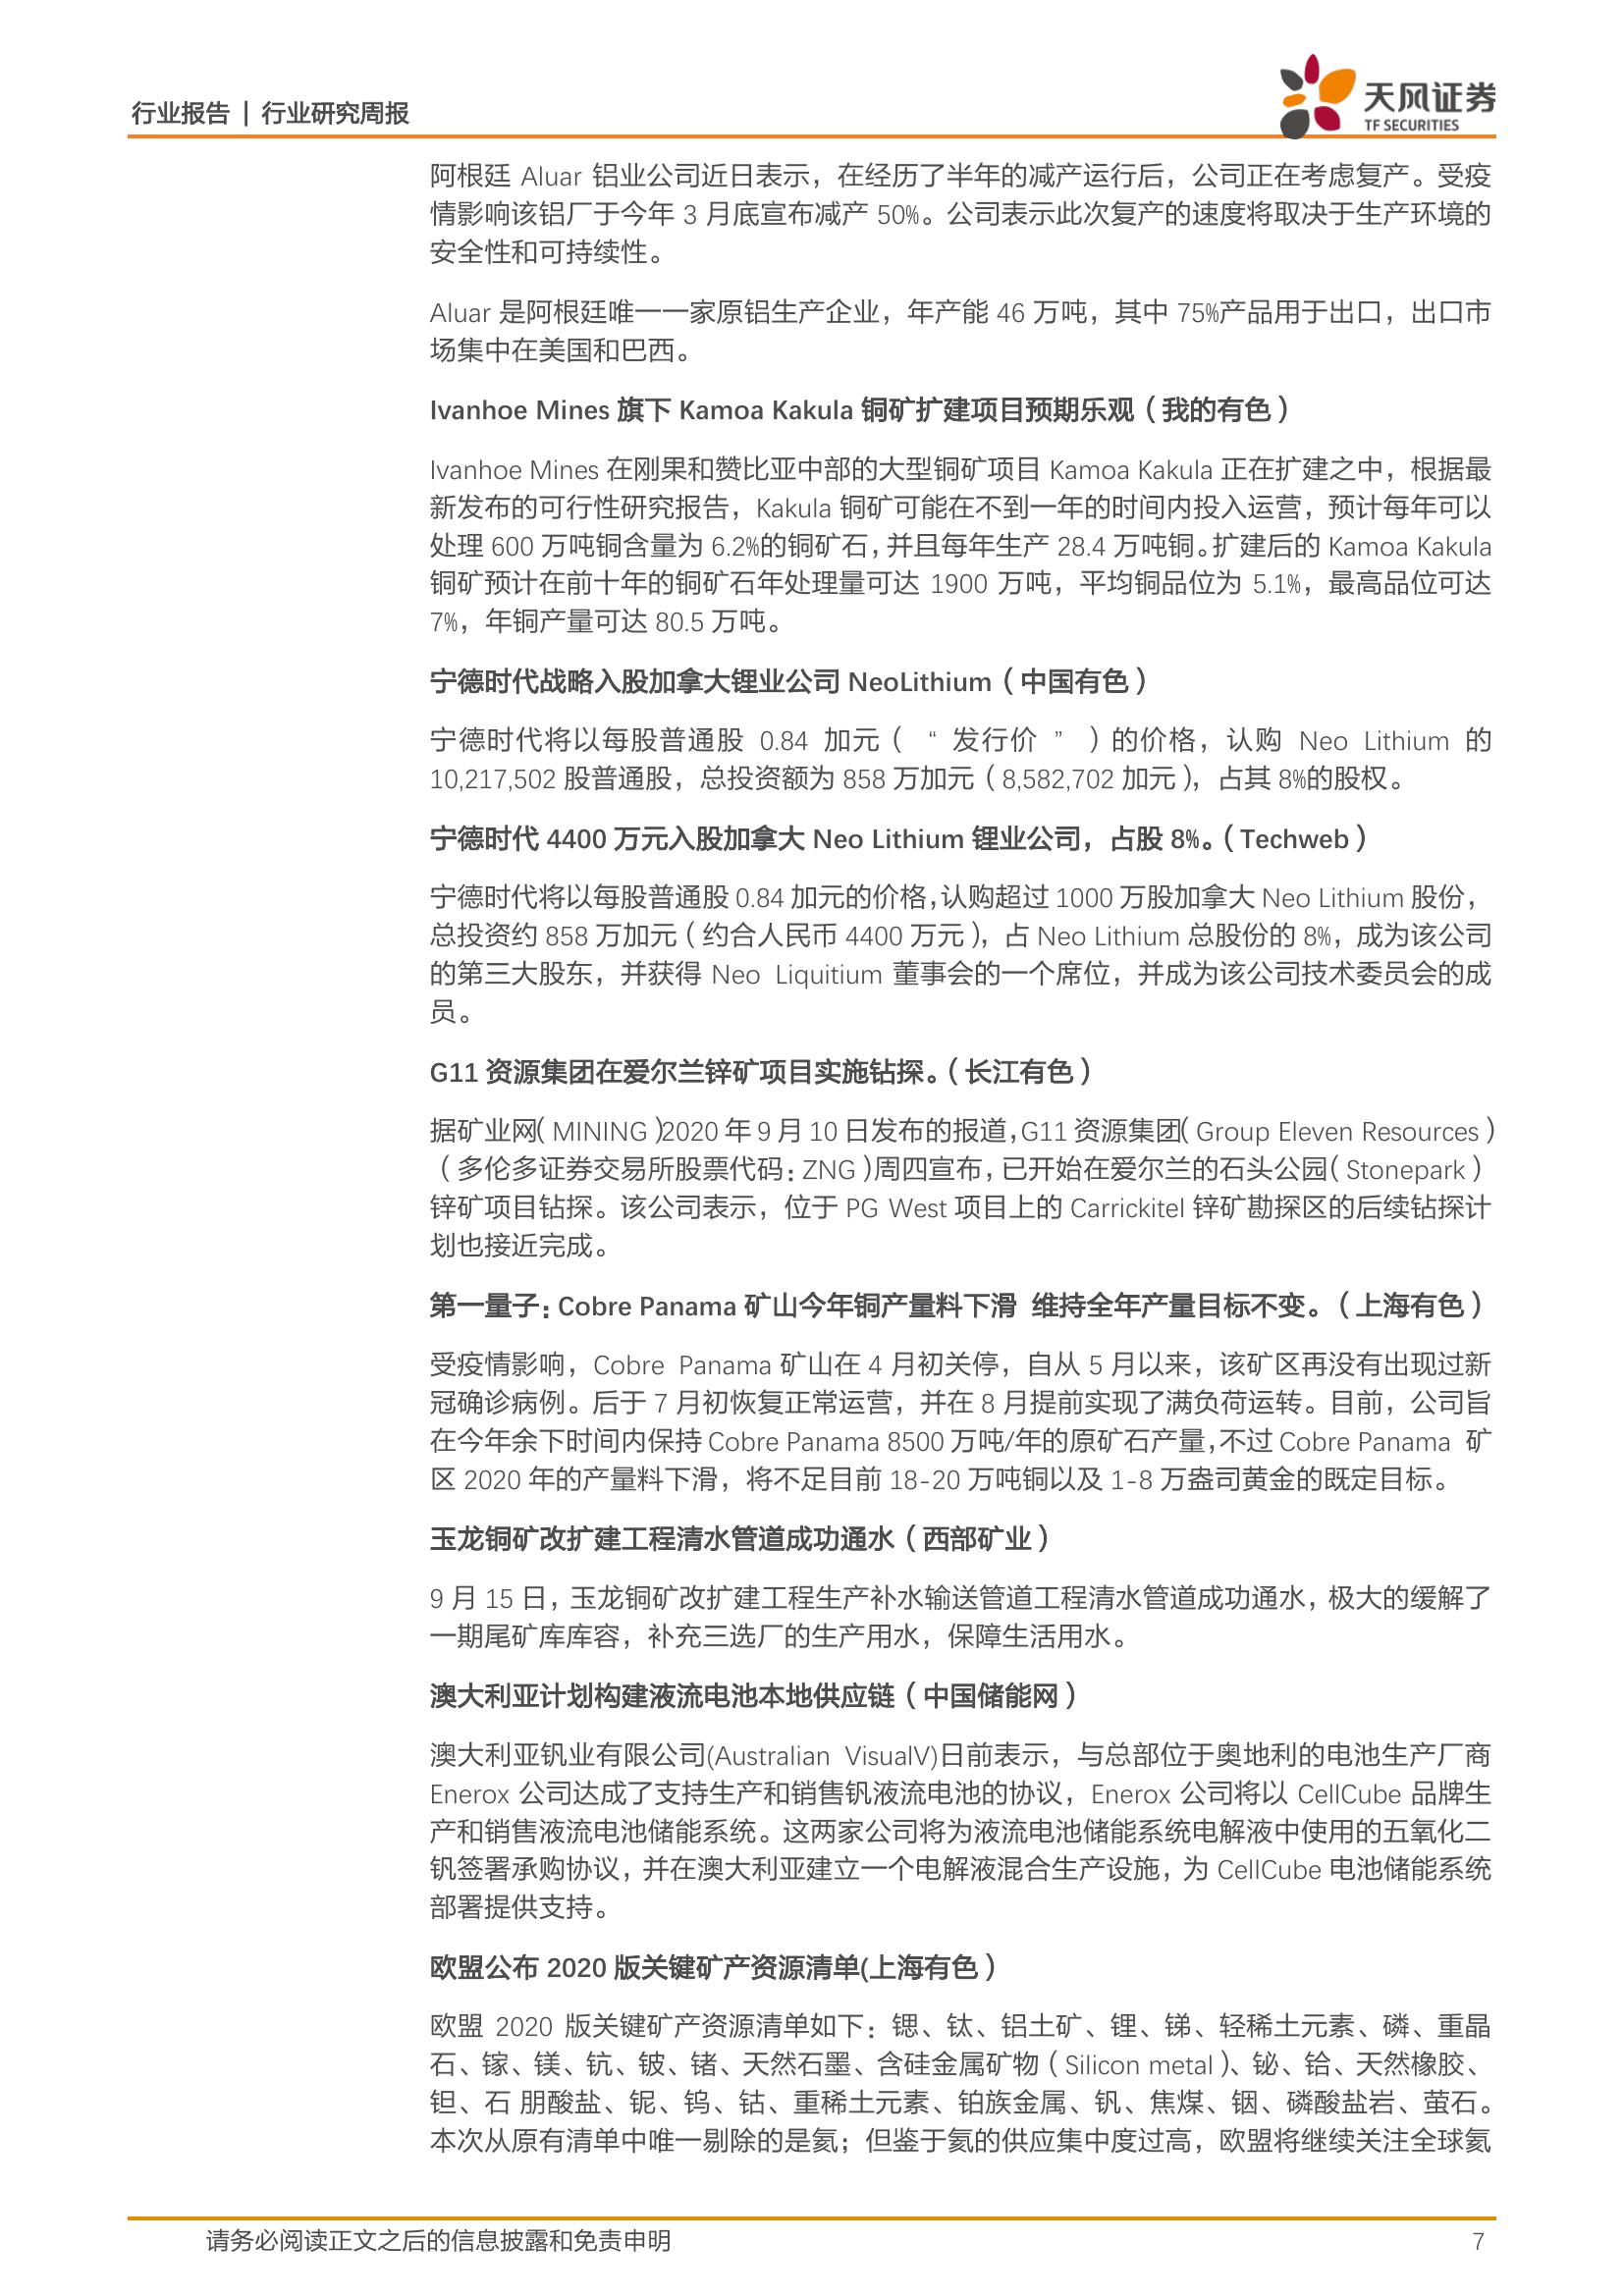 行业报告 | 行业研究周报
天风证券
TF SECURITIES
阿根廷 Aluar 铝业公司近日表示，在经历了半年的减产运行后，公司正在考虑复产。受疫
情影响该铝厂于今年 3 月底宣布减产 50%。公司表示此次复产的速度将取决于生产环境的
安全性和可持续性。
Aluar 是阿根廷唯一一家原铝生产企业，年产能 46 万吨，其中 75%产品用于出口，出口市
场集中在美国和巴西。
Ivanhoe Mines 旗下 Kamoa Kakula 铜矿扩建项目预期乐观（我的有色）
Ivanhoe Mines 在刚果和赞比亚中部的大型铜矿项目 Kamoa Kakula 正在扩建之中，根据最
新发布的可行性研究报告，Kakula 铜矿可能在不到一年的时间内投入运营，预计每年可以
处理 600 万吨铜含量为 6.2%的铜矿石，并且每年生产 28.4 万吨铜。扩建后的 Kamoa Kakula
铜矿预计在前十年的铜矿石年处理量可达 1900 万吨，平均铜品位为 5.1%，最高品位可达
7%，年铜产量可达 80.5 万吨。
宁德时代战略入股加拿大锂业公司 NeoLithium（中国有色）
宁德时代将以每股普通股 0.84 加元（ “ 发行价 ” ）的价格，认购 Neo Lithium 的
10,217,502 股普通股，总投资额为 858 万加元（8,582,702 加元），占其 8%的股权。
宁德时代 4400 万元入股加拿大 Neo Lithium 锂业公司，占股 8%。（Techweb）
宁德时代将以每股普通股 0.84 加元的价格，认购超过 1000 万股加拿大 Neo Lithium 股份，
总投资约 858 万加元（约合人民币 4400 万元），占 Neo Lithium 总股份的 8%，成为该公司
的第三大股东，并获得 Neo Liquitium 董事会的一个席位，并成为该公司技术委员会的成
员。
G11 资源集团在爱尔兰锌矿项目实施钻探。（长江有色）
据矿业网（MINING）2020 年 9 月 10 日发布的报道，G11 资源集团（Group Eleven Resources）
（多伦多证券交易所股票代码：ZNG）周四宣布，已开始在爱尔兰的石头公园（Stonepark）
锌矿项目钻探。该公司表示，位于 PG West 项目上的 Carrickitel 锌矿勘探区的后续钻探计
划也接近完成。
第一量子：Cobre Panama 矿山今年铜产量料下滑 维持全年产量目标不变。（上海有色）
受疫情影响，Cobre Panama 矿山在 4 月初关停，自从 5 月以来，该矿区再没有出现过新
冠确诊病例。后于 7 月初恢复正常运营，并在 8 月提前实现了满负荷运转。目前，公司旨
在今年余下时间内保持 Cobre Panama 8500 万吨/年的原矿石产量，不过 Cobre Panama 矿
区 2020 年的产量料下滑，将不足目前 18-20 万吨铜以及 1-8 万盎司黄金的既定目标。
玉龙铜矿改扩建工程清水管道成功通水（西部矿业）
9 月 15 日，玉龙铜矿改扩建工程生产补水输送管道工程清水管道成功通水，极大的缓解了
一期尾矿库库容，补充三选厂的生产用水，保障生活用水。
澳大利亚计划构建液流电池本地供应链（中国储能网）
澳大利亚钒业有限公司(Australian VisualV)日前表示，与总部位于奥地利的电池生产厂商
Enerox 公司达成了支持生产和销售钒液流电池的协议，Enerox 公司将以 CellCube 品牌生
产和销售液流电池储能系统。这两家公司将为液流电池储能系统电解液中使用的五氧化二
钒签署承购协议，并在澳大利亚建立一个电解液混合生产设施，为 CellCube 电池储能系统
部署提供支持。
欧盟公布 2020 版关键矿产资源清单(上海有色）
欧盟 2020 版关键矿产资源清单如下：锶、钛、铝土矿、锂、锑、轻稀土元素、磷、重晶
石、镓、镁、钪、铍、锗、天然石墨、含硅金属矿物（Silicon metal）、铋、铪、天然橡胶、
钽、石 朋酸盐、铌、钨、钴、重稀土元素、铂族金属、钒、焦煤、铟、磷酸盐岩、萤石。
本次从原有清单中唯一剔除的是氦；但鉴于氦的供应集中度过高，欧盟将继续关注全球氦
请务必阅读正文之后的信息披露和免责申明
7